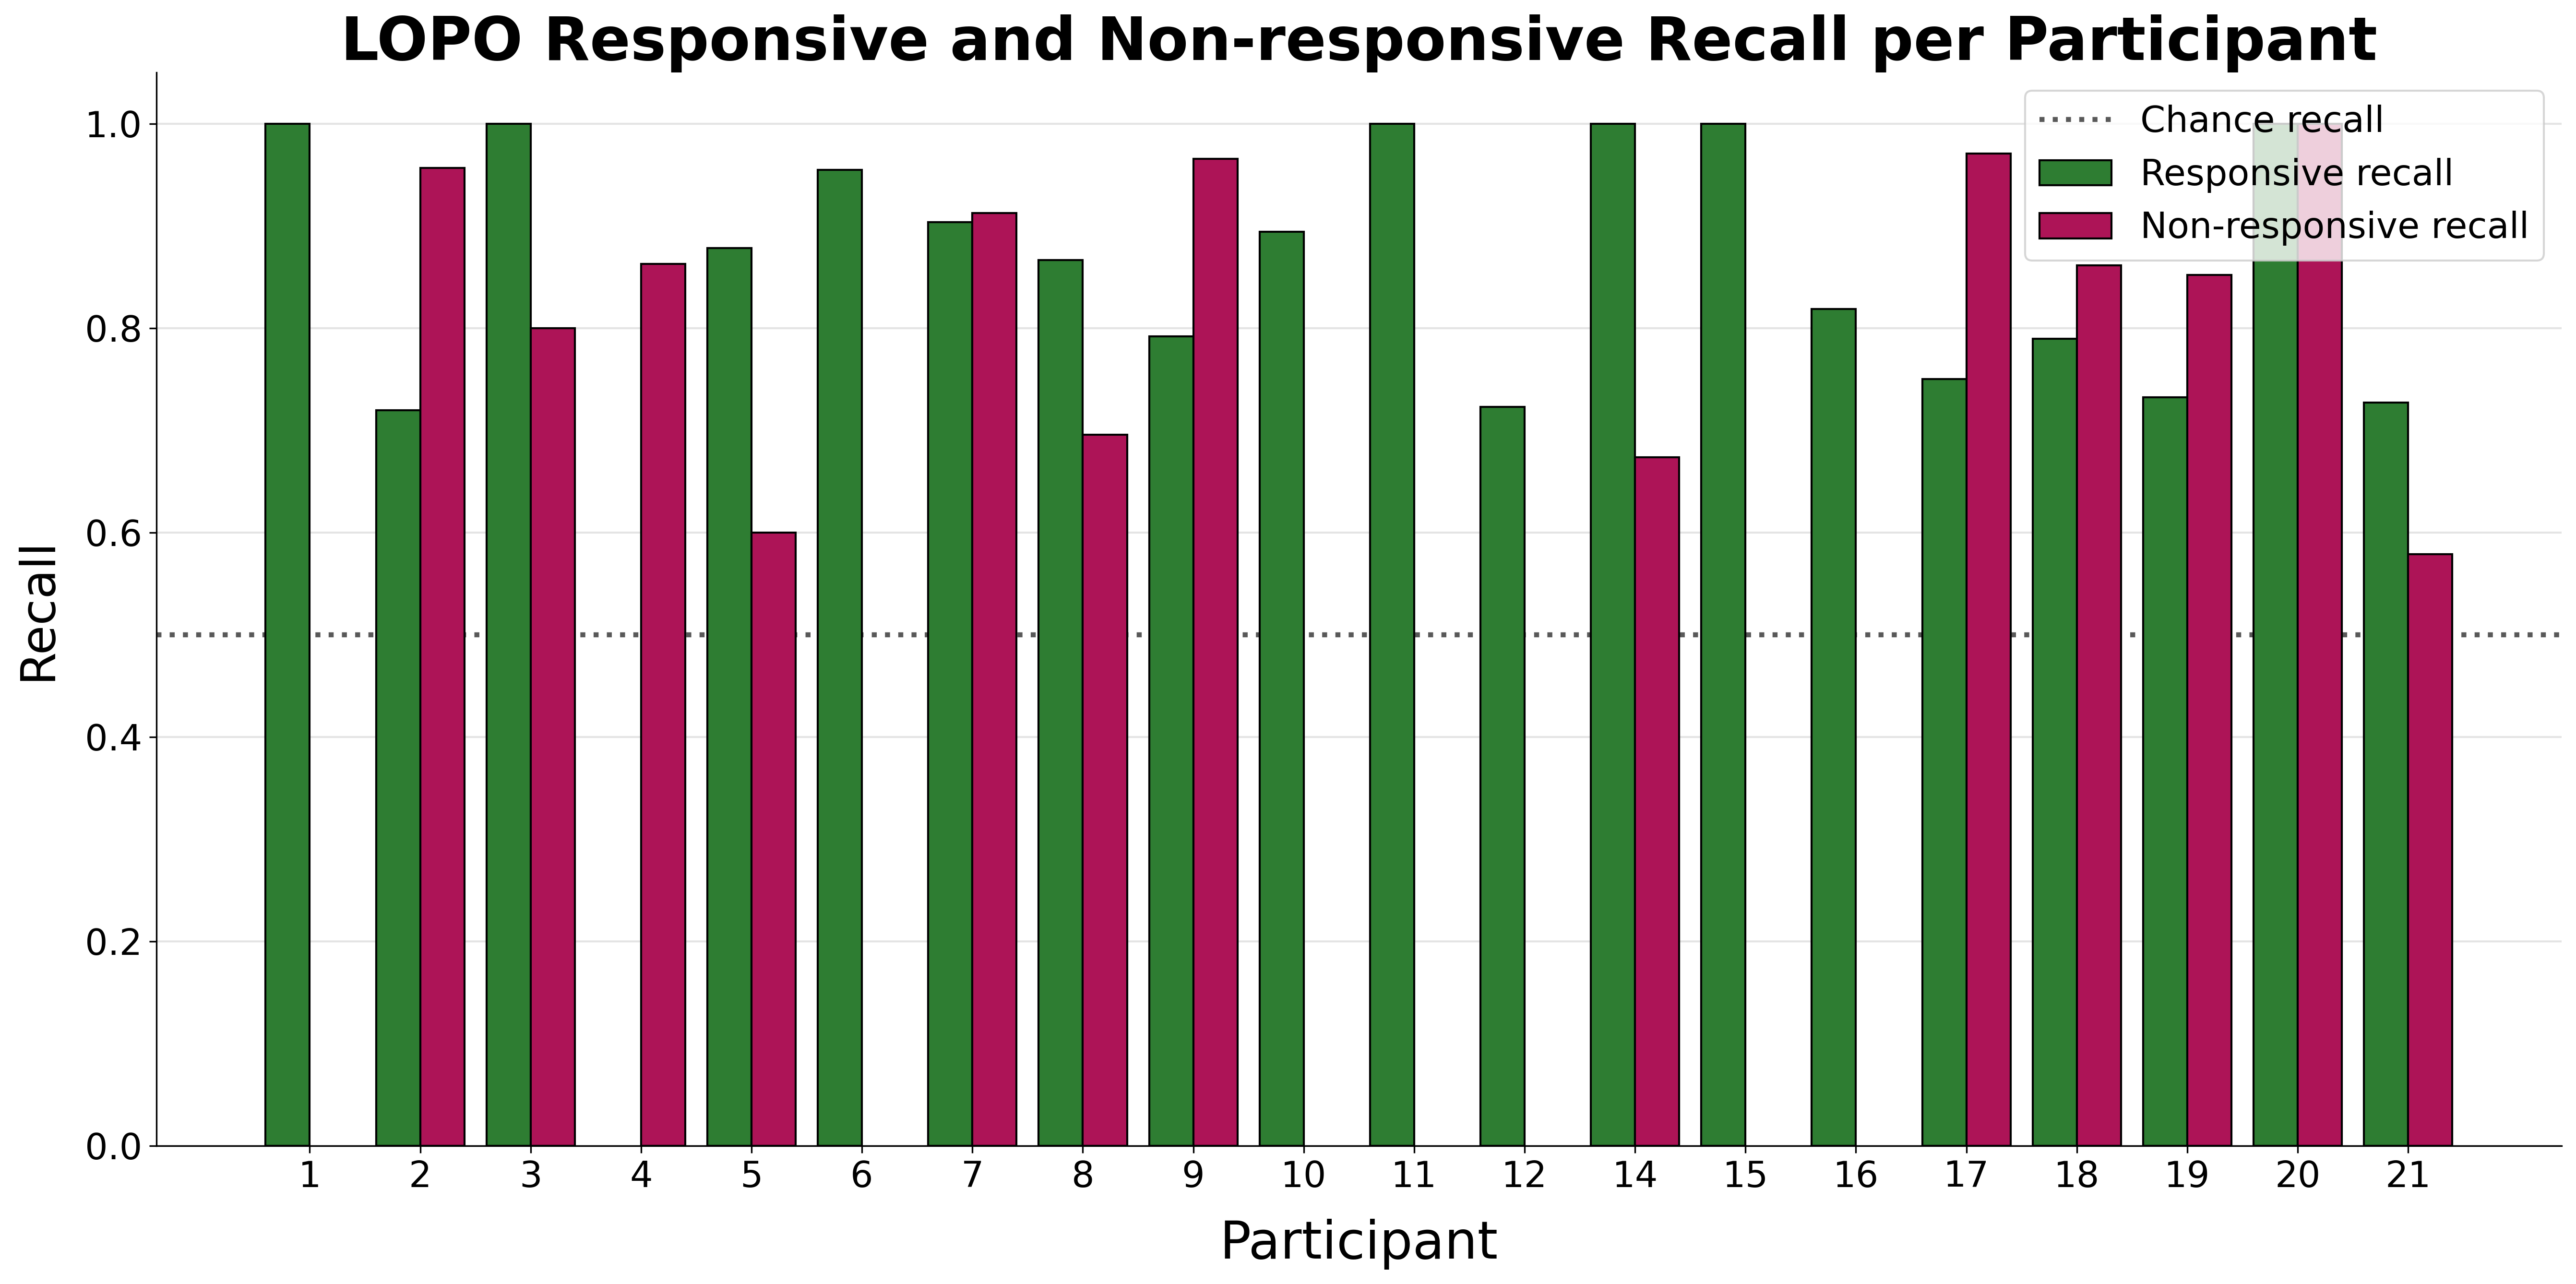 LOPO Responsive and Non-responsive Recall per Participant
Chance recall
Responsive recall
Non-responsive recall
1.0
0.8
0.6
0.4
0.2
0.0
Recall
1 2 3 4 5 6 7 8 9 10 11 12 14 15 16 17 18 19 20 21
Participant